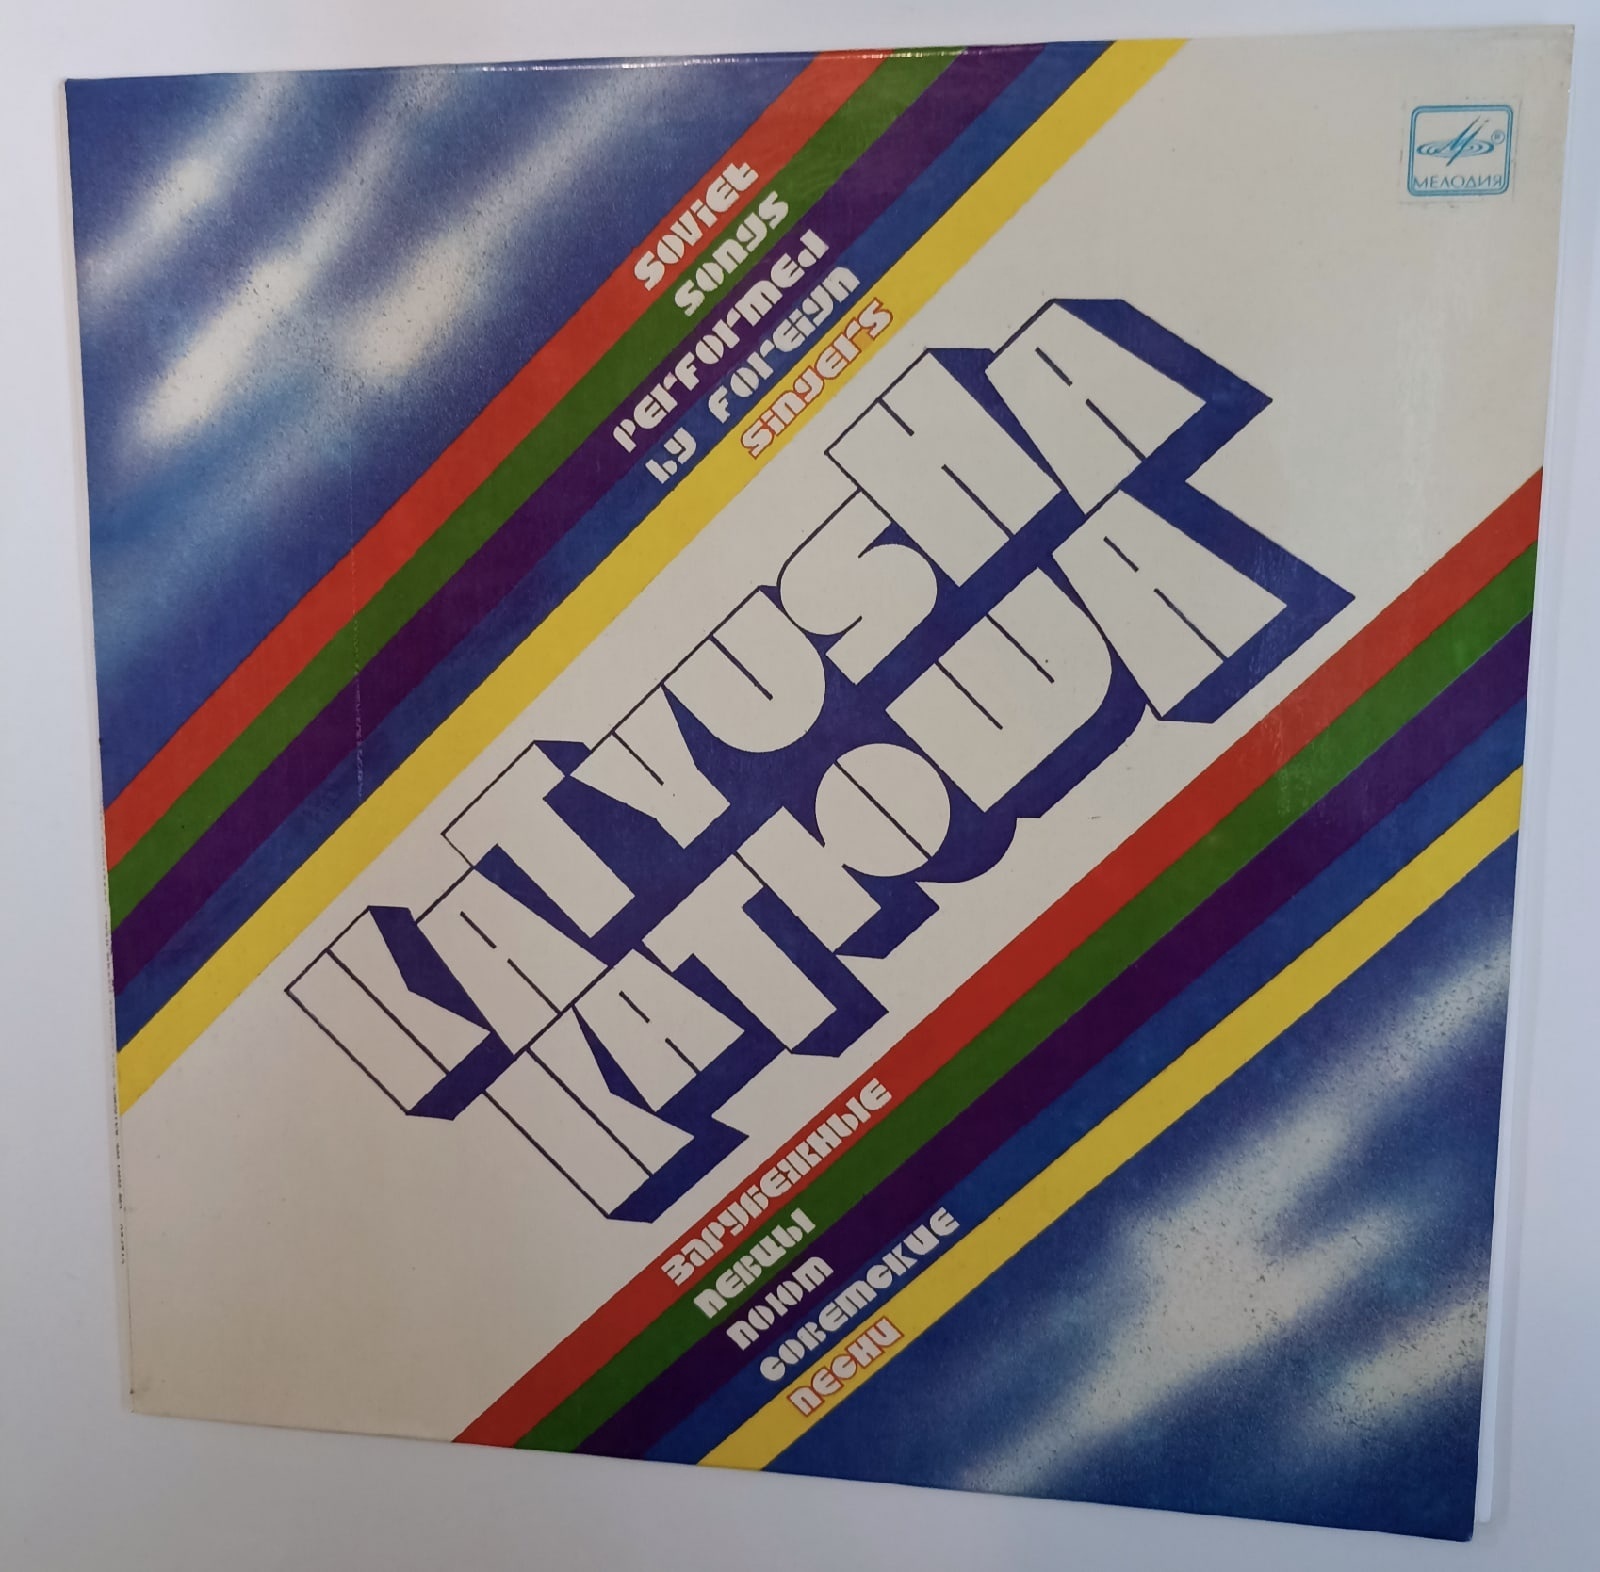 МЕЛОДИЯ
SOVIET
SONGS
PERFORMED
by FOREIGN
SINGERS
KATYUSHA
КАТЮША
ЗАРУБЕЖНЫЕ
ПЕВЦЫ
ПОЮТ
СОВЕТСКИЕ
ПЕСНИ